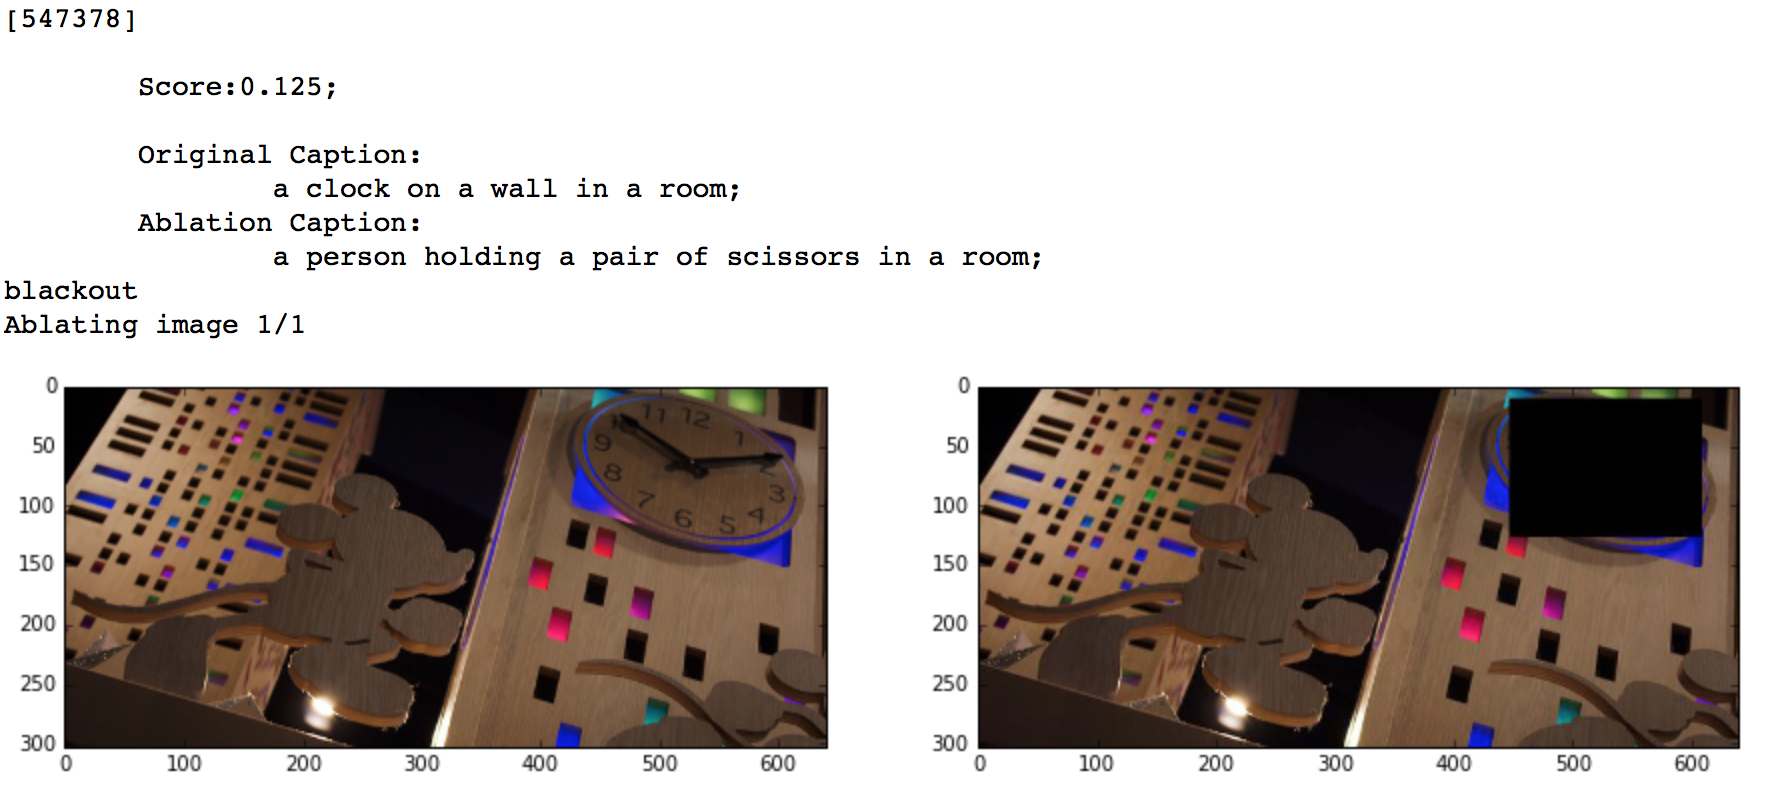 [547378]
Score:0.125;
Original Caption:
a clock on a wall in a room;
Ablation Caption:
a person holding a pair of scissors in a room;
blackout
Ablating image 1/1
0
50
100
150
200
250
300
0 100 200 300 400 500 600
11 12 1
9 2
8 3
7 6 5 4
0
50
100
150
200
250
300
0 100 200 300 400 500 600